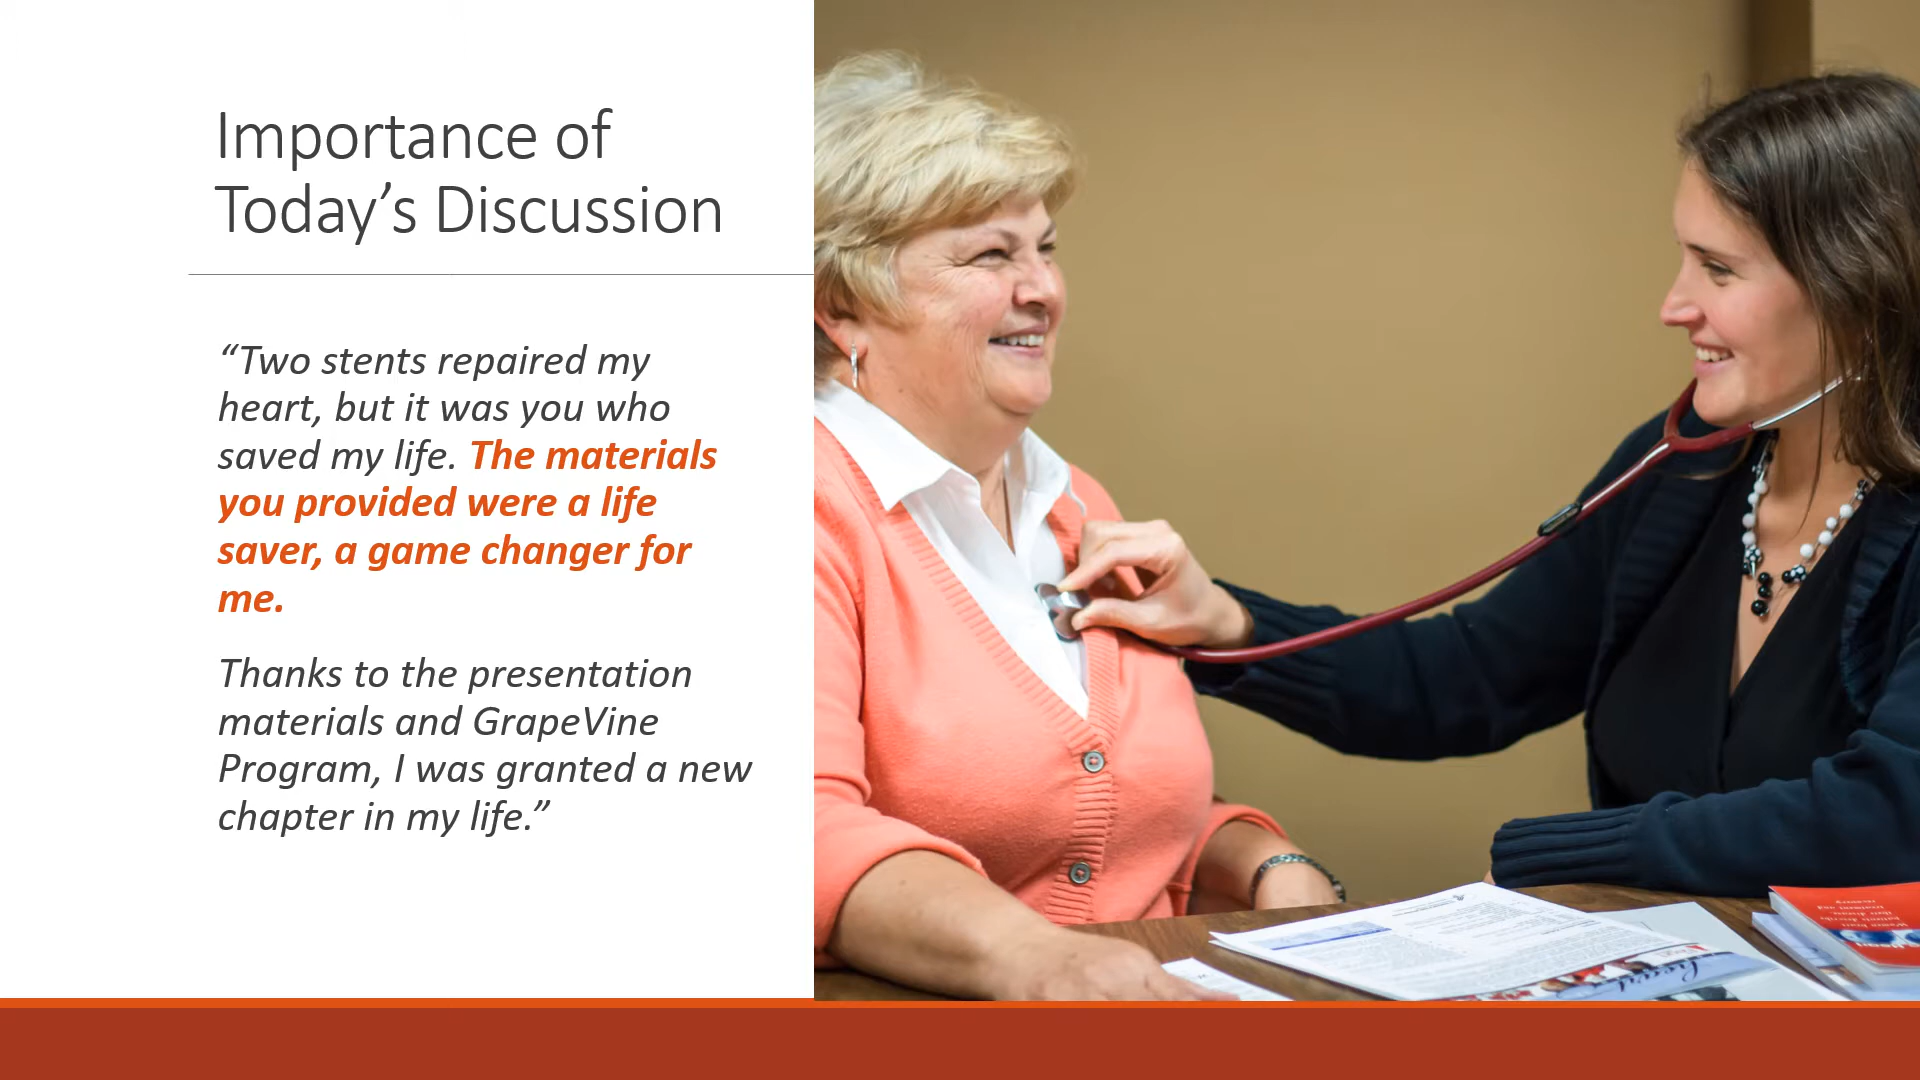 Importance of
Today’s Discussion
“Two stents repaired my
heart, but it was you who
saved my life. The materials
you provided were a life
saver, a game changer for
me.
Thanks to the presentation
materials and GrapeVine
Program, I was granted a new
chapter in my life.”